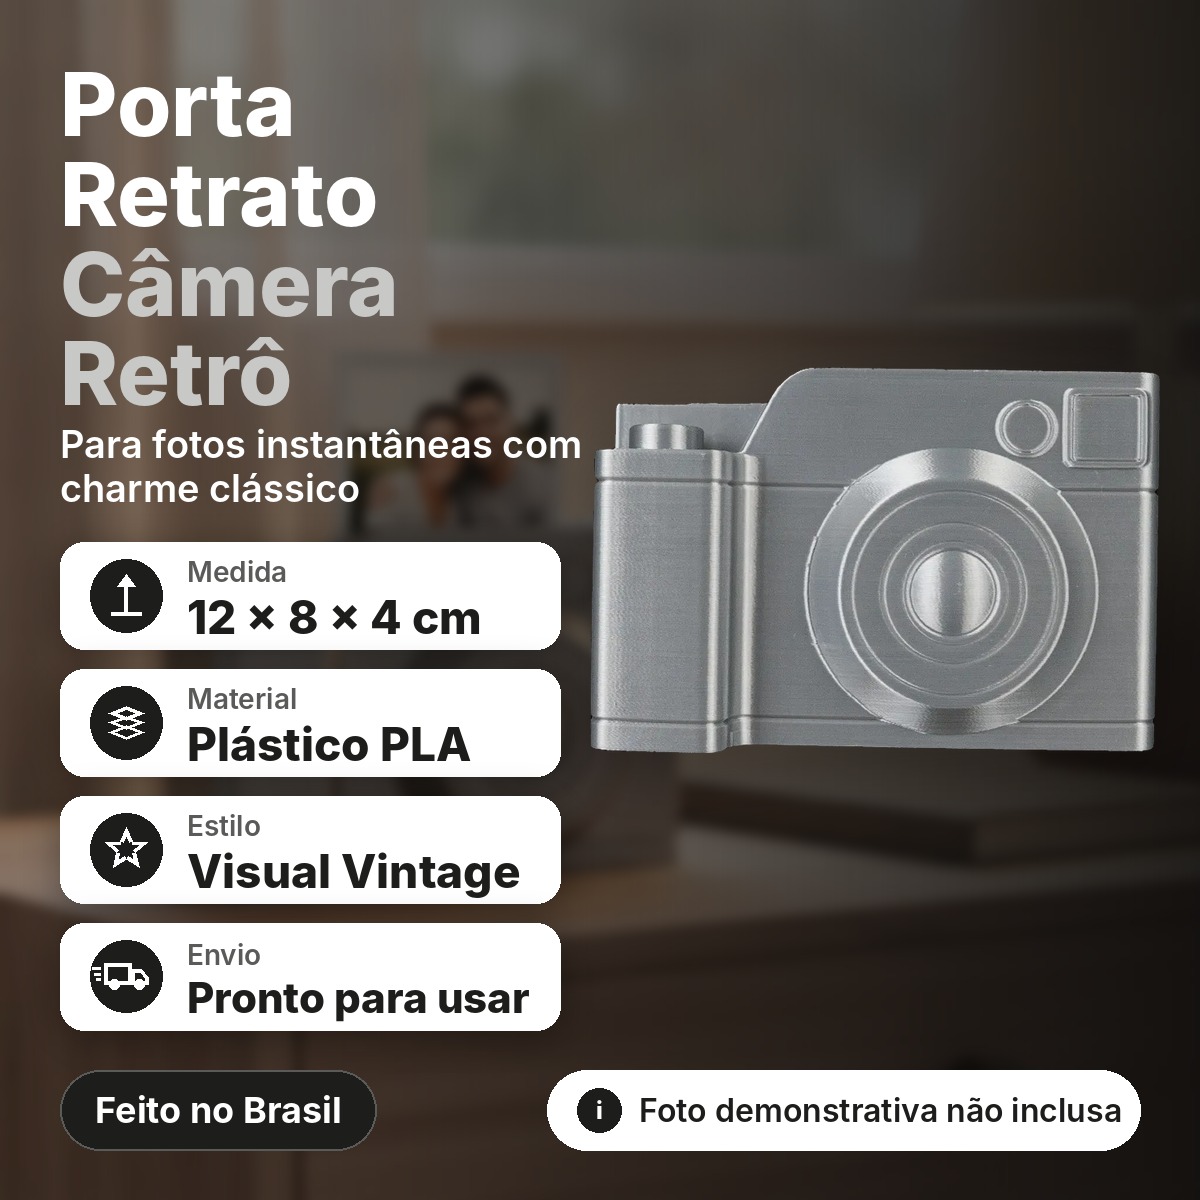 Porta
Retrato
Câmera
Retrô
Para fotos instantâneas com
charme clássico
Medida
12 × 8 × 4 cm
Material
Plástico PLA
Estilo
Visual Vintage
Envio
Pronto para usar
Feito no Brasil
i Foto demonstrativa não inclusa